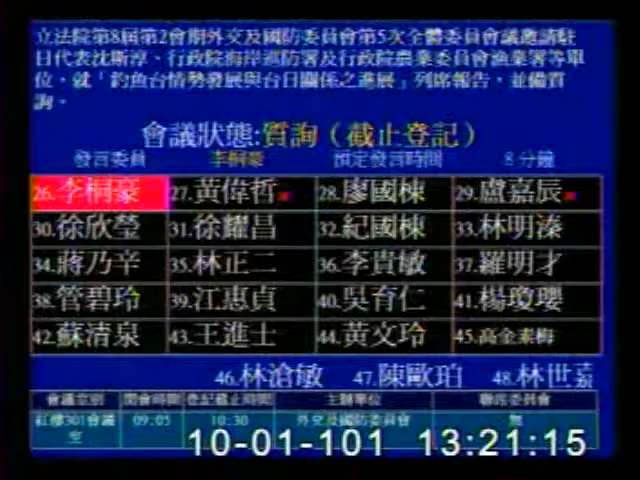 立法院第8屆第2會期外交及國防委員會第5次全體委員會議邀請駐
日代表沈斯淳、行政院海岸巡防署及行政院農業委員會漁業署等單
位,就「釣魚台情勢發展與台日關係之進展」列席報告,並備質
詢。
會議狀態:質詢(截止登記)
發言委員 李桐豪 預定發言時間 8分鐘
26.李桐豪 27.黃偉哲 28.廖國棟 29.盧嘉辰
30.徐欣瑩 31.徐耀昌 32.紀國棟 33.林明溱
34.蔣乃辛 35.林正二 36.李貴敏 37.羅明才
38.管碧玲 39.江惠貞 40.吳育仁 41.楊瓊瓔
42.蘇清泉 43.王進士 44.黃文玲 45.高金素梅
46.林滄敏 47.陳歐珀 48.林世嘉
會議室別 開會時間 登記截止時間 主辦單位 聯席委員會
紅樓301會議室 09:05 10:30 外交及國防委員會 無
10-01-101 13:21:15